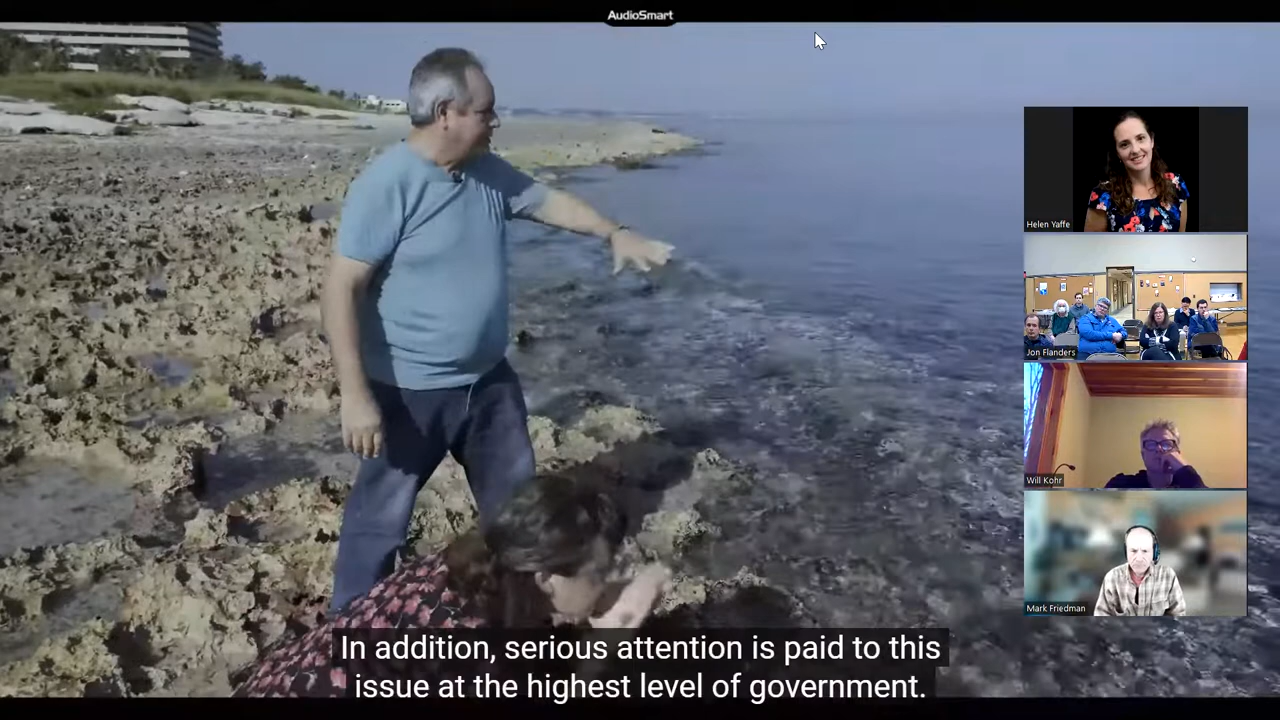 AudioSmart
Helen Yaffe
Jon Flanders
Will Kohr
Mark Friedman
In addition, serious attention is paid to this
issue at the highest level of government.